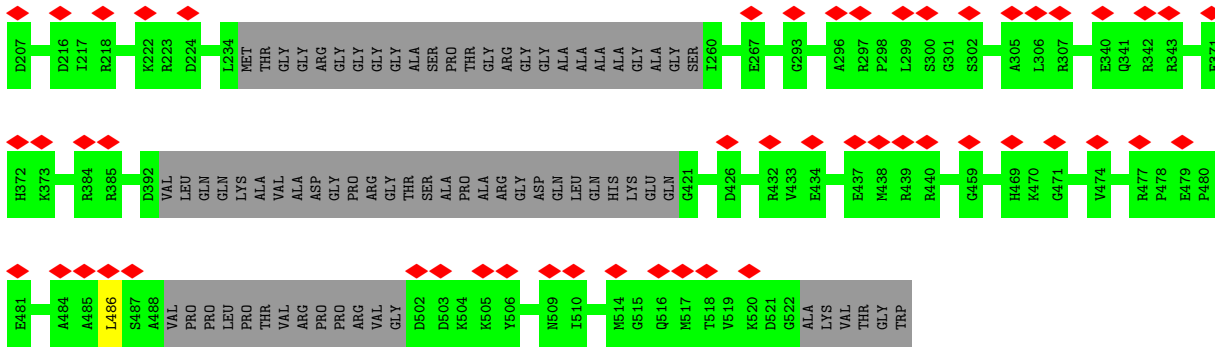 D207 D216 I217 R218 K222 R223 D224 L234 MET THR GLY GLY ARG GLY GLY GLY GLY ALA SER PRO THR GLY ARG GLY GLY ALA ALA ALA ALA GLY ALA GLY SER I260 E267 G293 A296 R297 P298 L299 S300 G301 S302 A305 L306 R307 E340 Q341 R342 R343 E371
H372 K373 R384 R385 D392 VAL LEU GLN GLN LYS ALA VAL ALA ASP GLY PRO ARG GLY THR SER ALA PRO ALA ARG GLY ASP GLN LEU GLN HIS LYS GLU GLN G421 D426 R432 V433 E434 E437 M438 R439 R440 G459 H469 K470 G471 V474 R477 P478 E479 P480
E481 A484 A485 L486 S487 A488 VAL PRO PRO LEU PRO THR VAL ARG PRO PRO ARG VAL GLY D502 D503 K504 K505 Y506 N509 I510 M514 G515 Q516 M517 T518 V519 K520 D521 G522 ALA LYS VAL THR GLY TRP